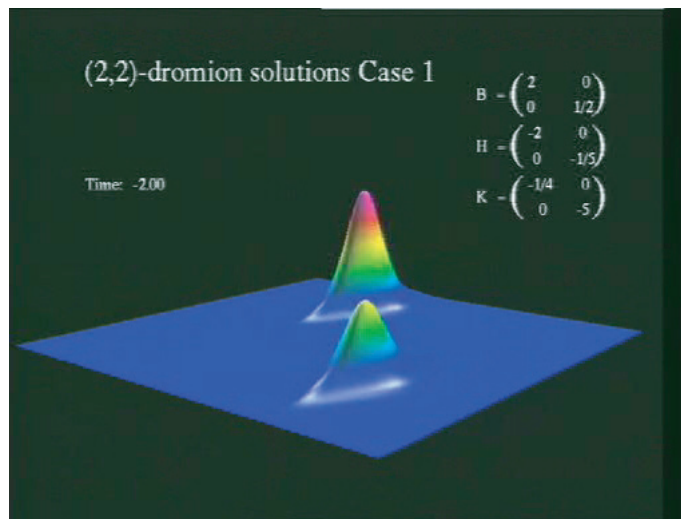 (2,2)-dromion solutions Case 1
B = (2 0
0 1/2)
H = (-2 0
0 -1/5)
K = (-1/4 0
0 -5)
Time: -2.00